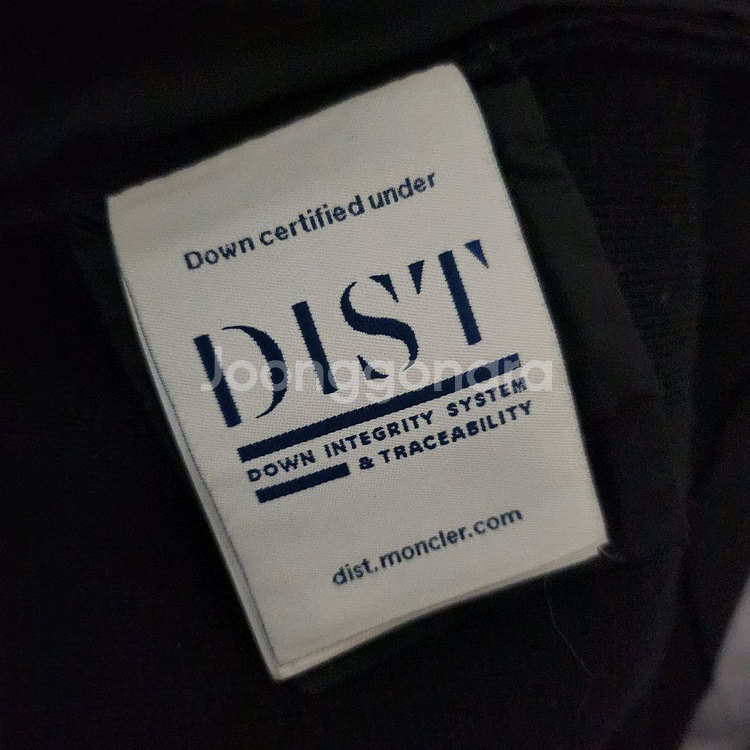 Down certified under
DIST
Joonggonara
DOWN INTEGRITY SYSTEM
& TRACEABILITY
dist.moncler.com